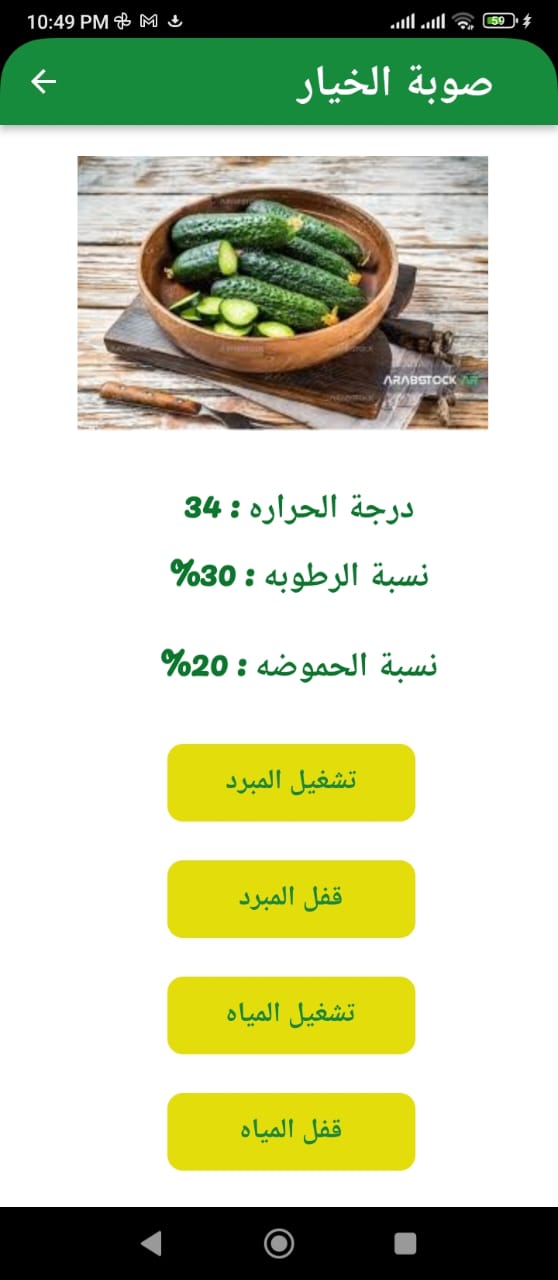 10:49 PM
59
صوبة الخيار
ARABSTOCK AR
درجة الحراره : 34
نسبة الرطوبه : 30%
نسبة الحموضه : 20%
تشغيل المبرد
قفل المبرد
تشغيل المياه
قفل المياه